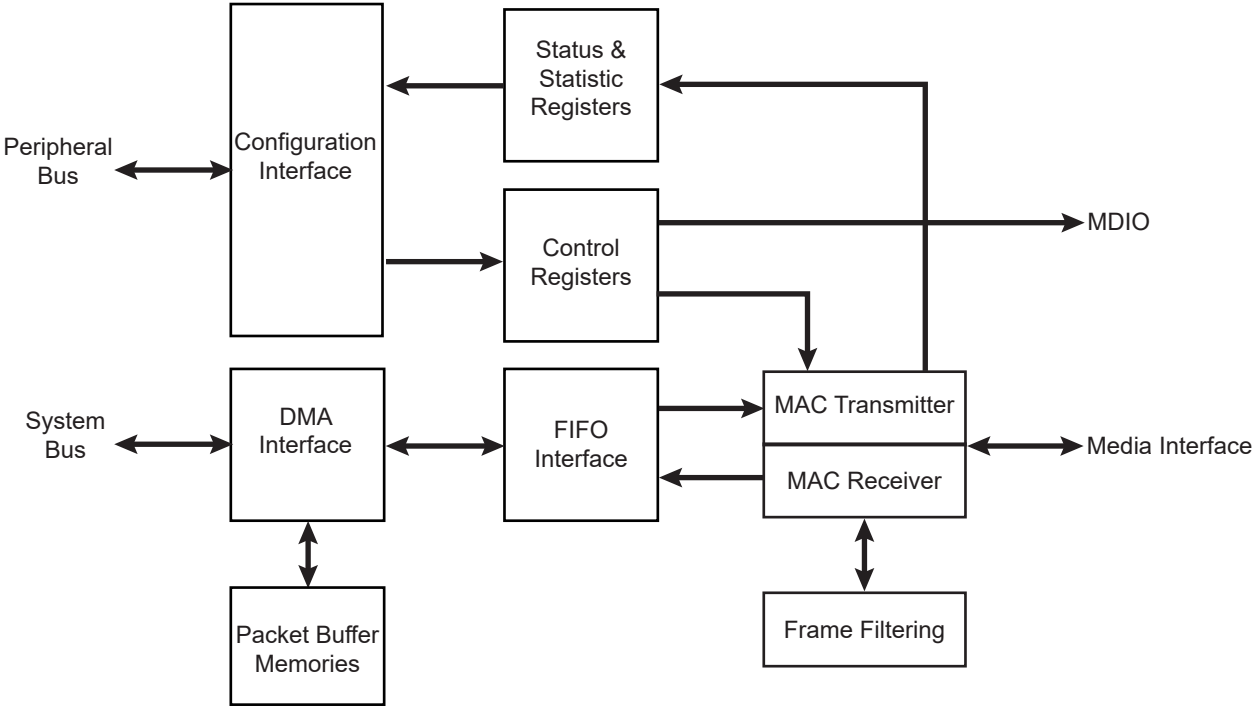 Status &
Statistic
Registers
Peripheral
Bus
Configuration
Interface
Control
Registers
MDIO
System
Bus
DMA
Interface
FIFO
Interface
MAC Transmitter
MAC Receiver
Media Interface
Packet Buffer
Memories
Frame Filtering